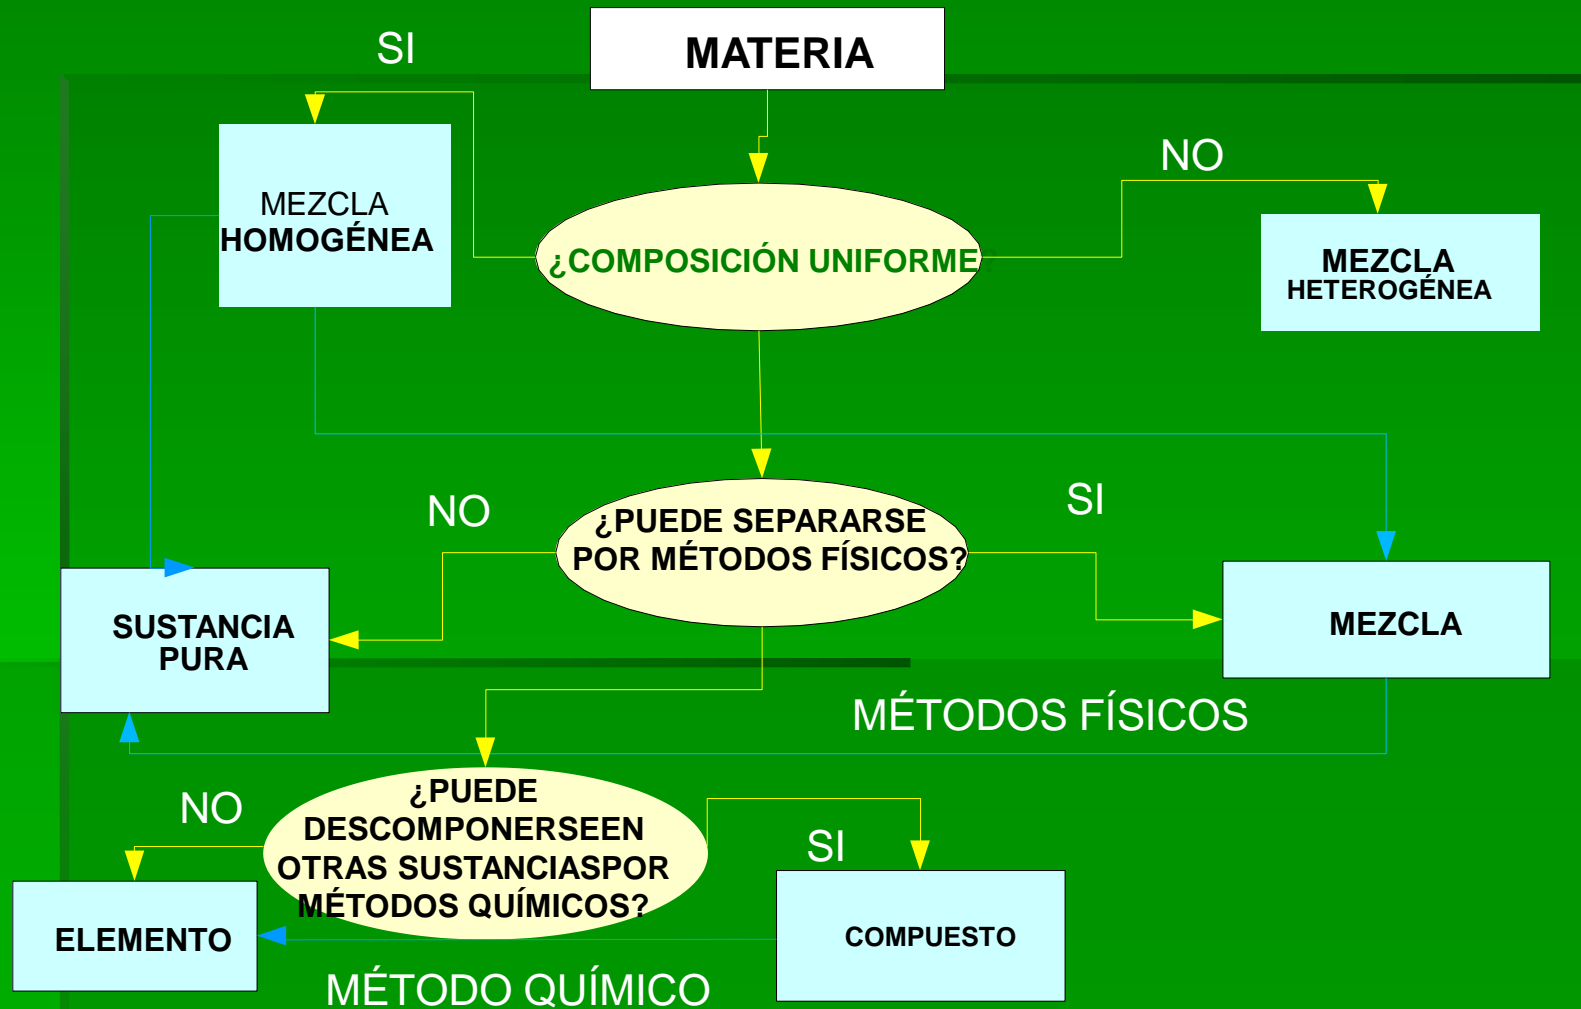 SI
MATERIA
NO
MEZCLA
HOMOGÉNEA
¿COMPOSICIÓN UNIFORME?
MEZCLA
HETEROGÉNEA
NO
SI
¿PUEDE SEPARARSE
POR MÉTODOS FÍSICOS?
SUSTANCIA
PURA
MEZCLA
MÉTODOS FÍSICOS
NO
¿PUEDE
DESCOMPONERSEEN
OTRAS SUSTANCIASPOR
MÉTODOS QUÍMICOS?
SI
ELEMENTO
COMPUESTO
MÉTODO QUÍMICO